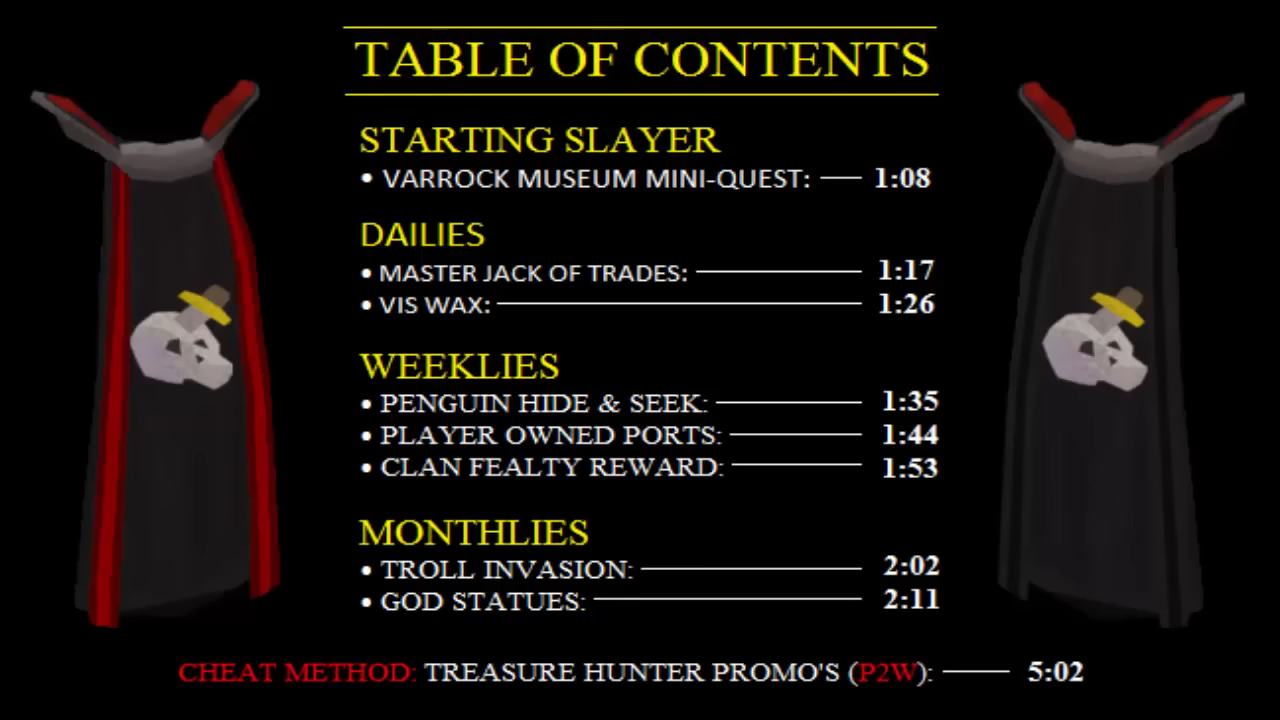 TABLE OF CONTENTS
STARTING SLAYER
• VARROCK MUSEUM MINI-QUEST: 1:08
DAILIES
• MASTER JACK OF TRADES: 1:17
• VIS WAX: 1:26
WEEKLIES
• PENGUIN HIDE & SEEK: 1:35
• PLAYER OWNED PORTS: 1:44
• CLAN FEALTY REWARD: 1:53
MONTHLIES
• TROLL INVASION: 2:02
• GOD STATUES: 2:11
CHEAT METHOD: TREASURE HUNTER PROMO'S (P2W): 5:02